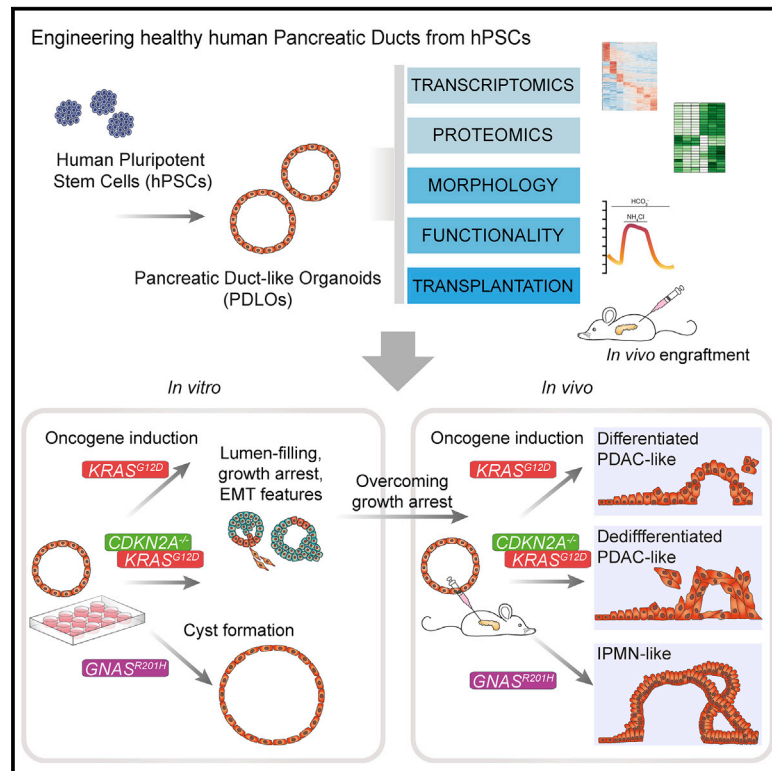 Engineering healthy human Pancreatic Ducts from hPSCs
Human Pluripotent
Stem Cells (hPSCs)
Pancreatic Duct-like Organoids
(PDLOs)
TRANSCRIPTOMICS
PROTEOMICS
MORPHOLOGY
FUNCTIONALITY
TRANSPLANTATION
HCO₃⁻
NH₄Cl
In vivo engraftment
In vitro
Oncogene induction
KRASᴳ¹²ᴰ
Lumen-filling,
growth arrest,
EMT features
CDKN2A⁻/⁻
KRASᴳ¹²ᴰ
Cyst formation
GNASᴿ²⁰¹ᴴ
Overcoming
growth arrest
In vivo
Oncogene induction
KRASᴳ¹²ᴰ
Differentiated
PDAC-like
CDKN2A⁻/⁻
KRASᴳ¹²ᴰ
Dediffferentiated
PDAC-like
GNASᴿ²⁰¹ᴴ
IPMN-like